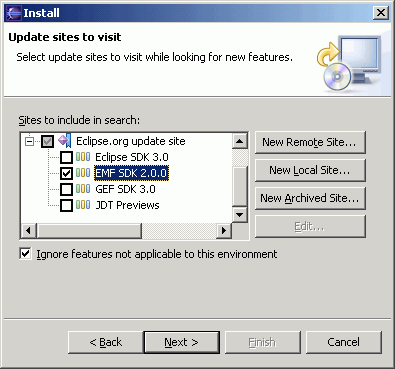 Install
Update sites to visit
Select update sites to visit while looking for new features.
Sites to include in search:
Eclipse.org update site
Eclipse SDK 3.0
EMF SDK 2.0.0
GEF SDK 3.0
JDT Previews
New Remote Site...
New Local Site...
New Archived Site...
Edit...
Ignore features not applicable to this environment
< Back
Next >
Finish
Cancel